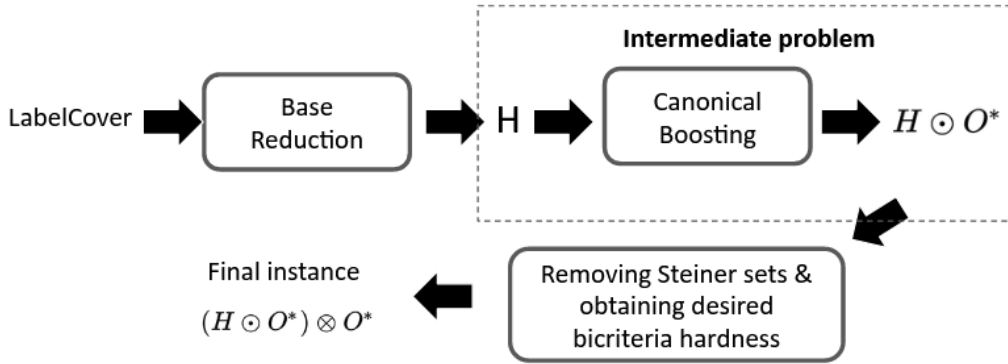 Intermediate problem
LabelCover
Base
Reduction
H
Canonical
Boosting
H ⊙ O*
Removing Steiner sets &
obtaining desired
bicriteria hardness
Final instance
(H ⊙ O*) ⊗ O*